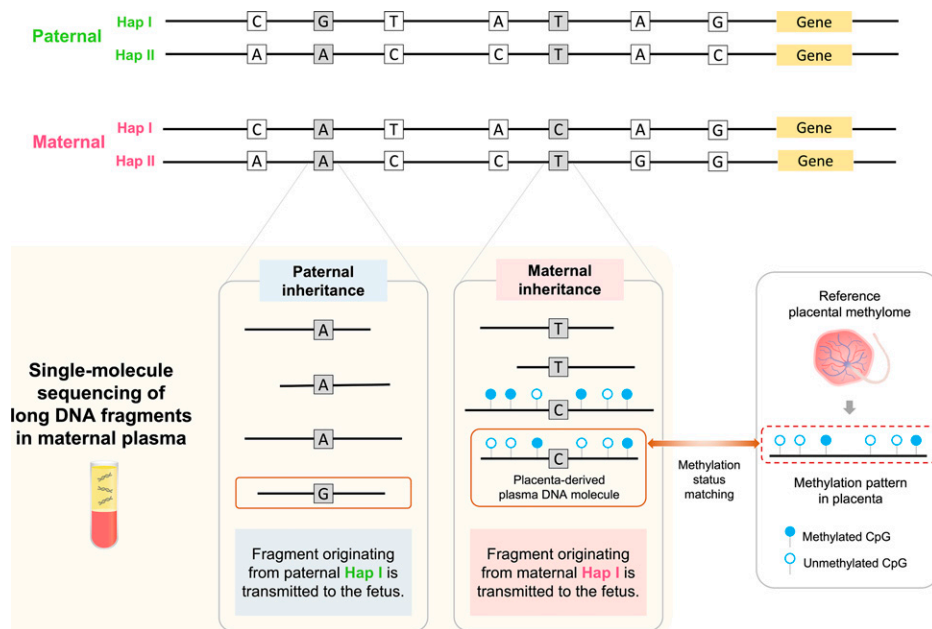 Paternal
Hap I
C G T A T A G Gene
Hap II
A A C C T A C Gene
Maternal
Hap I
C A T A C A G Gene
Hap II
A A C C T G G Gene
Single-molecule
sequencing of
long DNA fragments
in maternal plasma
Paternal
inheritance
A
A
A
G
Fragment originating
from paternal Hap I is
transmitted to the fetus.
Maternal
inheritance
T
T
C
C
Placenta-derived
plasma DNA molecule
Fragment originating
from maternal Hap I is
transmitted to the fetus.
Methylation
status
matching
Reference
placental methylome
Methylation pattern
in placenta
Methylated CpG
Unmethylated CpG